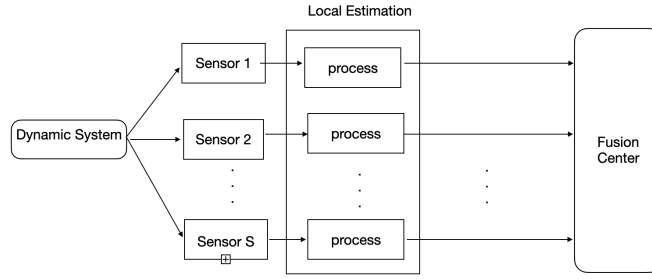 Local Estimation
Sensor 1
process
Dynamic System
Sensor 2
process
Fusion
Center
Sensor S
process